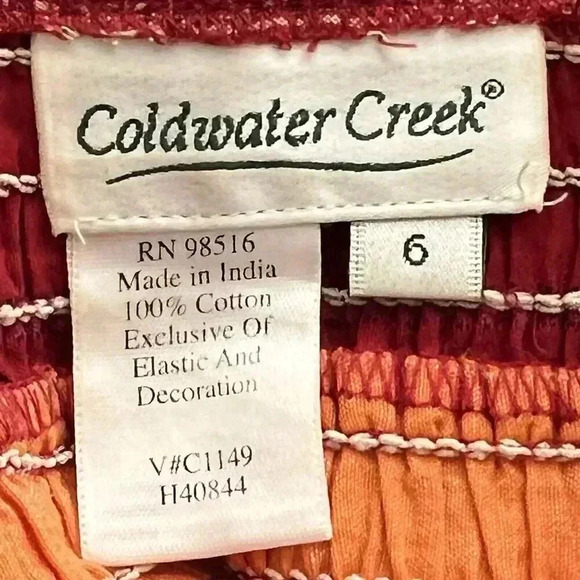 Coldwater Creek®
6
RN 98516
Made in India
100% Cotton
Exclusive Of
Elastic And
Decoration
V#C1149
H40844